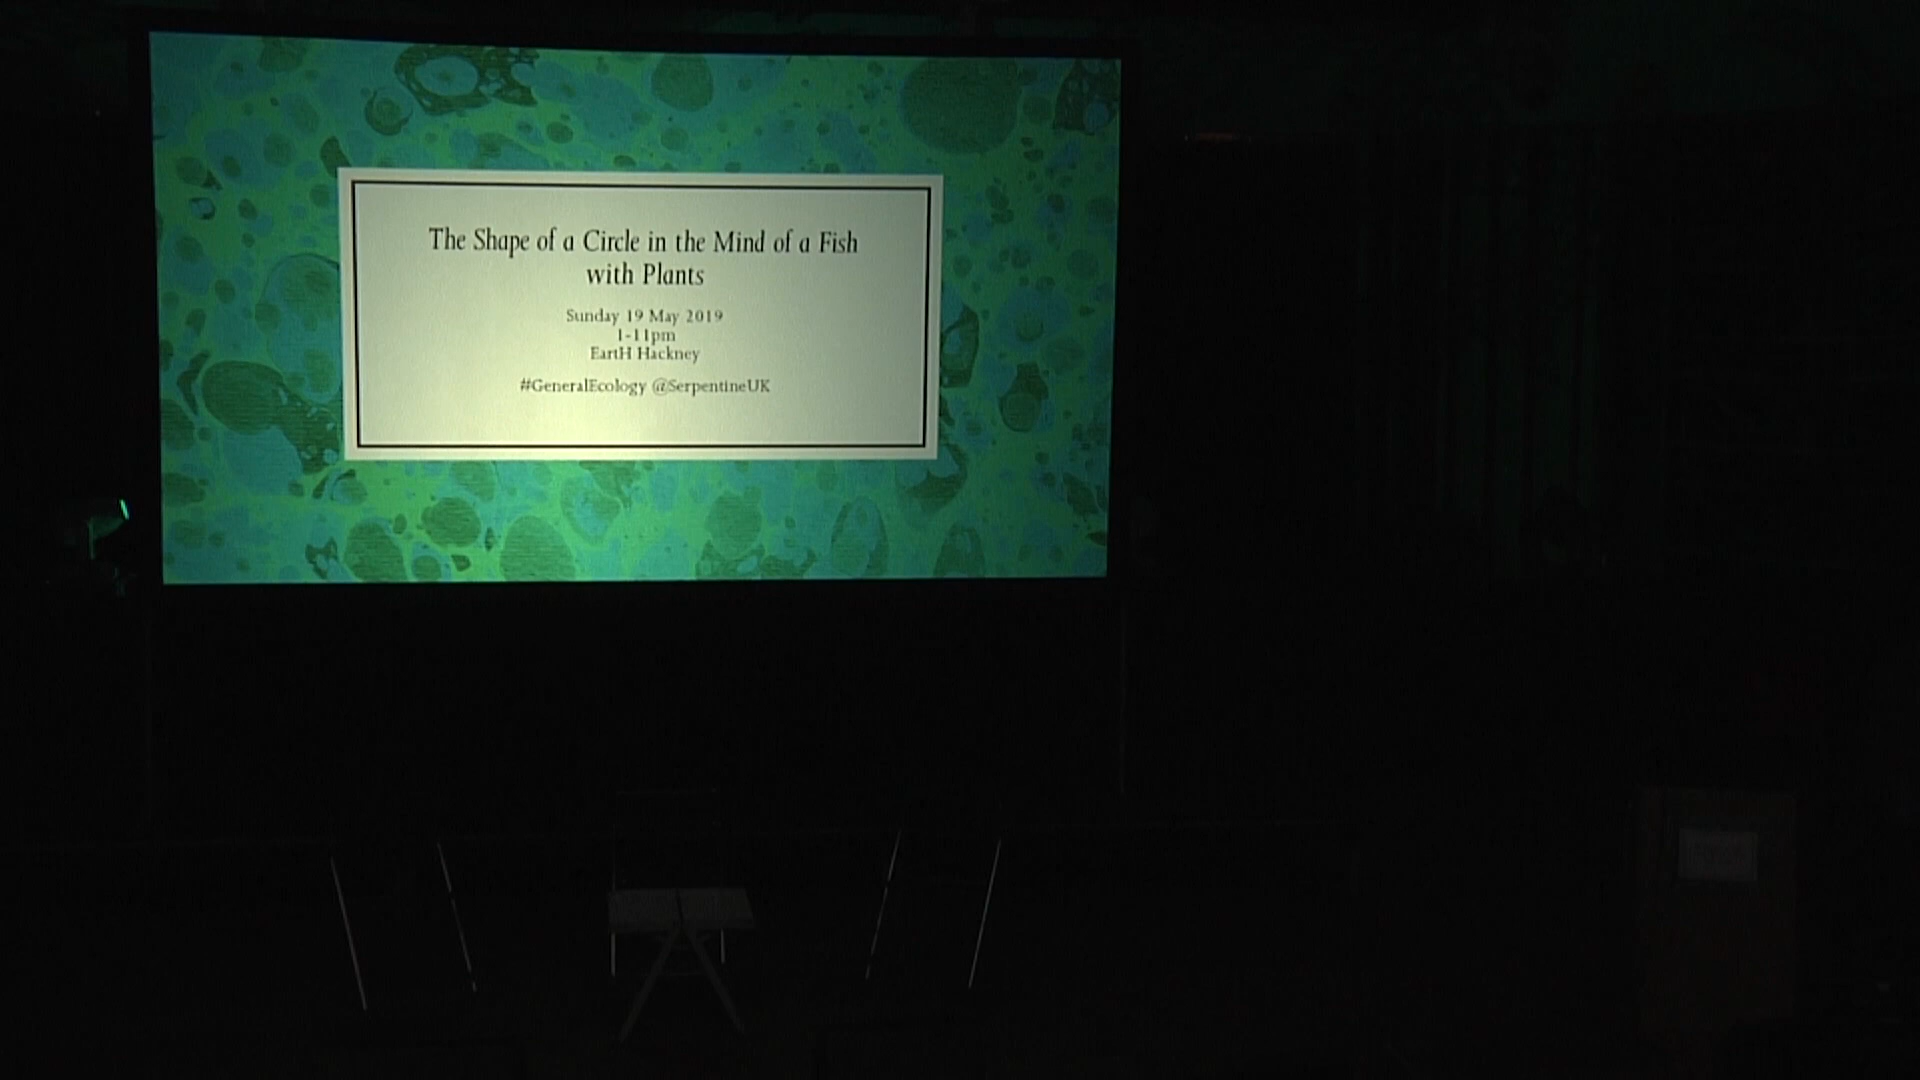 The Shape of a Circle in the Mind of a Fish
with Plants
Sunday 19 May 2019
1-11pm
EartH Hackney
#GeneralEcology @SerpentineUK